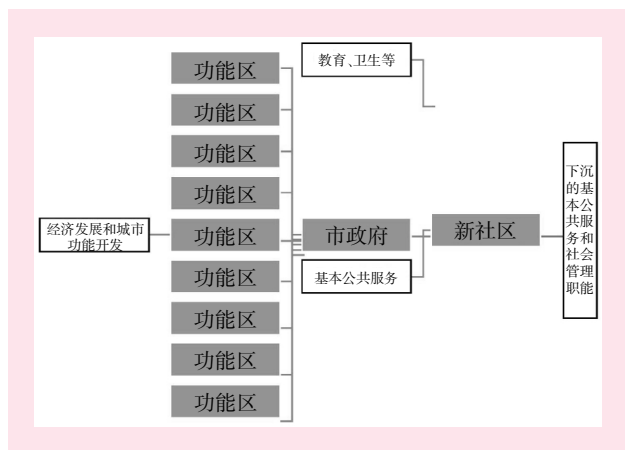 功能区
功能区
功能区
功能区
功能区
功能区
功能区
功能区
功能区
经济发展和城市
功能开发
教育、卫生等
市政府
基本公共服务
新社区
下沉
的基
本公
共服
务和
社会
管理
职能